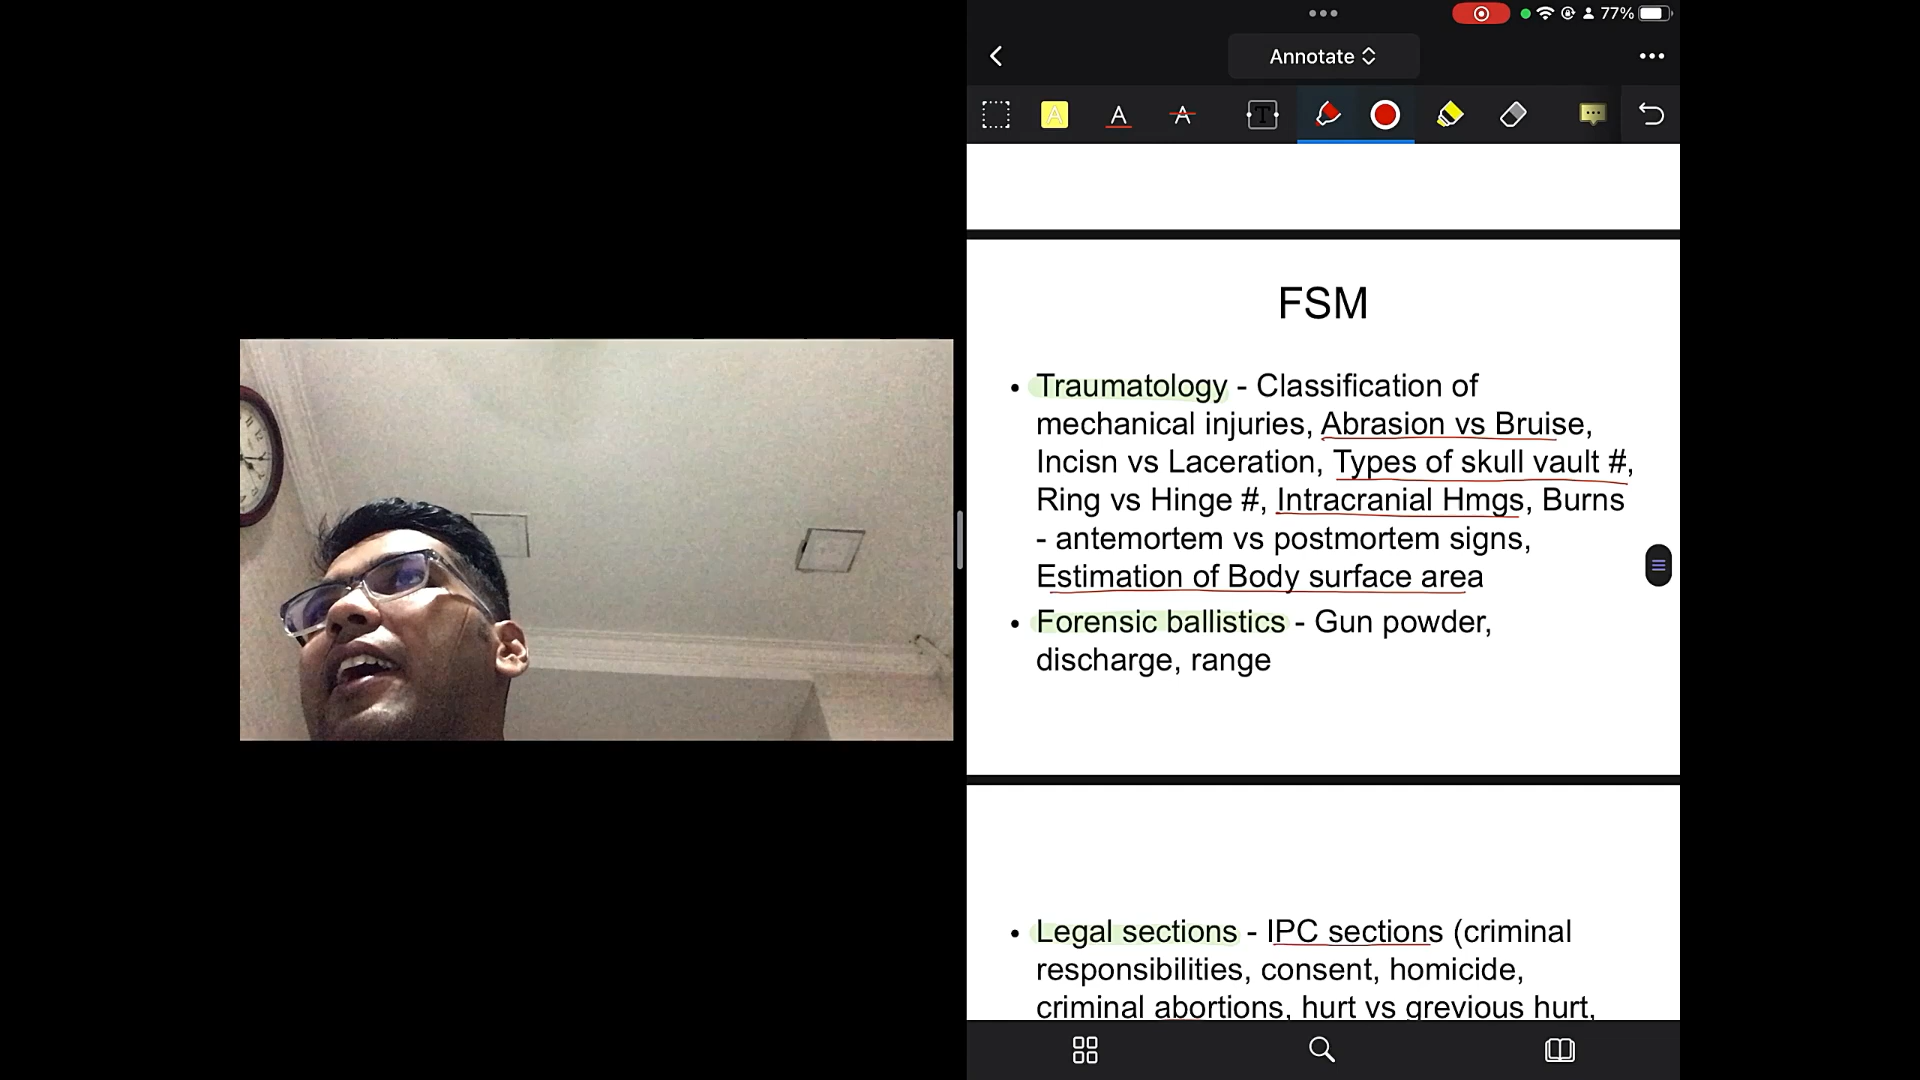 77%
Annotate
A A A T
FSM
• Traumatology - Classification of
mechanical injuries, Abrasion vs Bruise,
Incisn vs Laceration, Types of skull vault #,
Ring vs Hinge #, Intracranial Hmgs, Burns
- antemortem vs postmortem signs,
Estimation of Body surface area
• Forensic ballistics - Gun powder,
discharge, range
• Legal sections - IPC sections (criminal
responsibilities, consent, homicide,
criminal abortions, hurt vs grevious hurt,